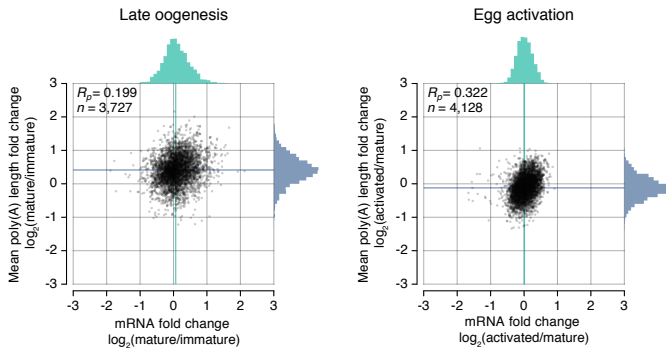 Late oogenesis
Rp= 0.199
n = 3,727
3
2
1
0
-1
-2
-3
Mean poly(A) length fold change
log2(mature/immature)
-3 -2 -1 0 1 2 3
mRNA fold change
log2(mature/immature)
Egg activation
Rp= 0.322
n = 4,128
3
2
1
0
-1
-2
-3
Mean poly(A) length fold change
log2(activated/mature)
-3 -2 -1 0 1 2 3
mRNA fold change
log2(activated/mature)